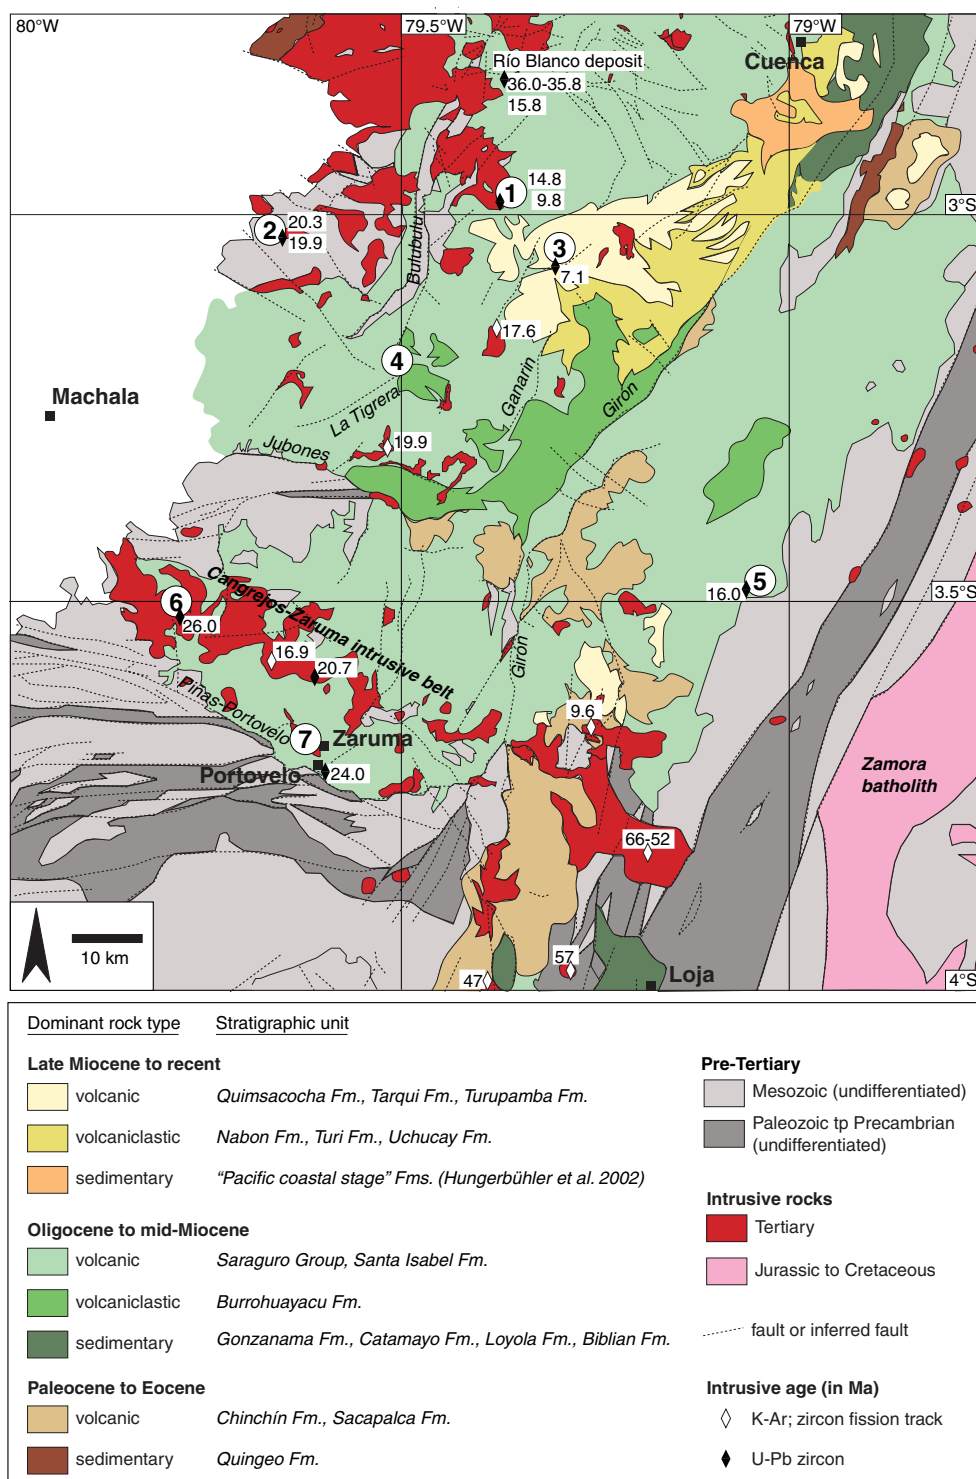 80°W
79.5°W
79°W
Cuenca
Río Blanco deposit
36.0-35.8
15.8
1
14.8
9.8
3°S
2
20.3
19.9
Bulubulu
3
7.1
17.6
4
Machala
La Tigrera
Ganarin
Girón
Jubones
19.9
5
16.0
3.5°S
Cangrejos-Zaruma intrusive belt
6
26.0
16.9
20.7
Girón
Piñas-Portovelo
9.6
7
Zaruma
Portovelo
24.0
Zamora
batholith
66-52
10 km
57
47
Loja
4°S
Dominant rock type
Stratigraphic unit
Late Miocene to recent
volcanic
Quimsacocha Fm., Tarqui Fm., Turupamba Fm.
volcaniclastic
Nabon Fm., Turi Fm., Uchucay Fm.
sedimentary
“Pacific coastal stage” Fms. (Hungerbühler et al. 2002)
Oligocene to mid-Miocene
volcanic
Saraguro Group, Santa Isabel Fm.
volcaniclastic
Burrohuayacu Fm.
sedimentary
Gonzanama Fm., Catamayo Fm., Loyola Fm., Biblian Fm.
Paleocene to Eocene
volcanic
Chinchín Fm., Sacapalca Fm.
sedimentary
Quingeo Fm.
Pre-Tertiary
Mesozoic (undifferentiated)
Paleozoic tp Precambrian
(undifferentiated)
Intrusive rocks
Tertiary
Jurassic to Cretaceous
fault or inferred fault
Intrusive age (in Ma)
K-Ar; zircon fission track
U-Pb zircon